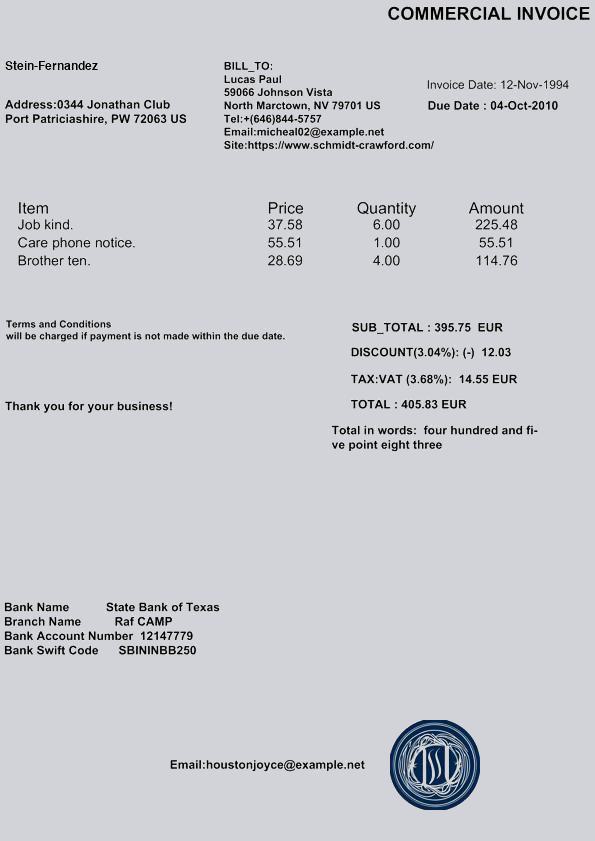 COMMERCIAL INVOICE
Stein-Fernandez
Address:0344 Jonathan Club
Port Patriciashire, PW 72063 US
BILL_TO:
Lucas Paul
59066 Johnson Vista
North Marctown, NV 79701 US
Tel:+(646)844-5757
Email:micheal02@example.net
Site:https://www.schmidt-crawford.com/
Invoice Date: 12-Nov-1994
Due Date : 04-Oct-2010
Item Price Quantity Amount
Job kind. 37.58 6.00 225.48
Care phone notice. 55.51 1.00 55.51
Brother ten. 28.69 4.00 114.76
Terms and Conditions
will be charged if payment is not made within the due date.
SUB_TOTAL : 395.75 EUR
DISCOUNT(3.04%): (-) 12.03
TAX:VAT (3.68%): 14.55 EUR
TOTAL : 405.83 EUR
Thank you for your business!
Total in words: four hundred and fi-
ve point eight three
Bank Name State Bank of Texas
Branch Name Raf CAMP
Bank Account Number 12147779
Bank Swift Code SBININBB250
Email:houstonjoyce@example.net